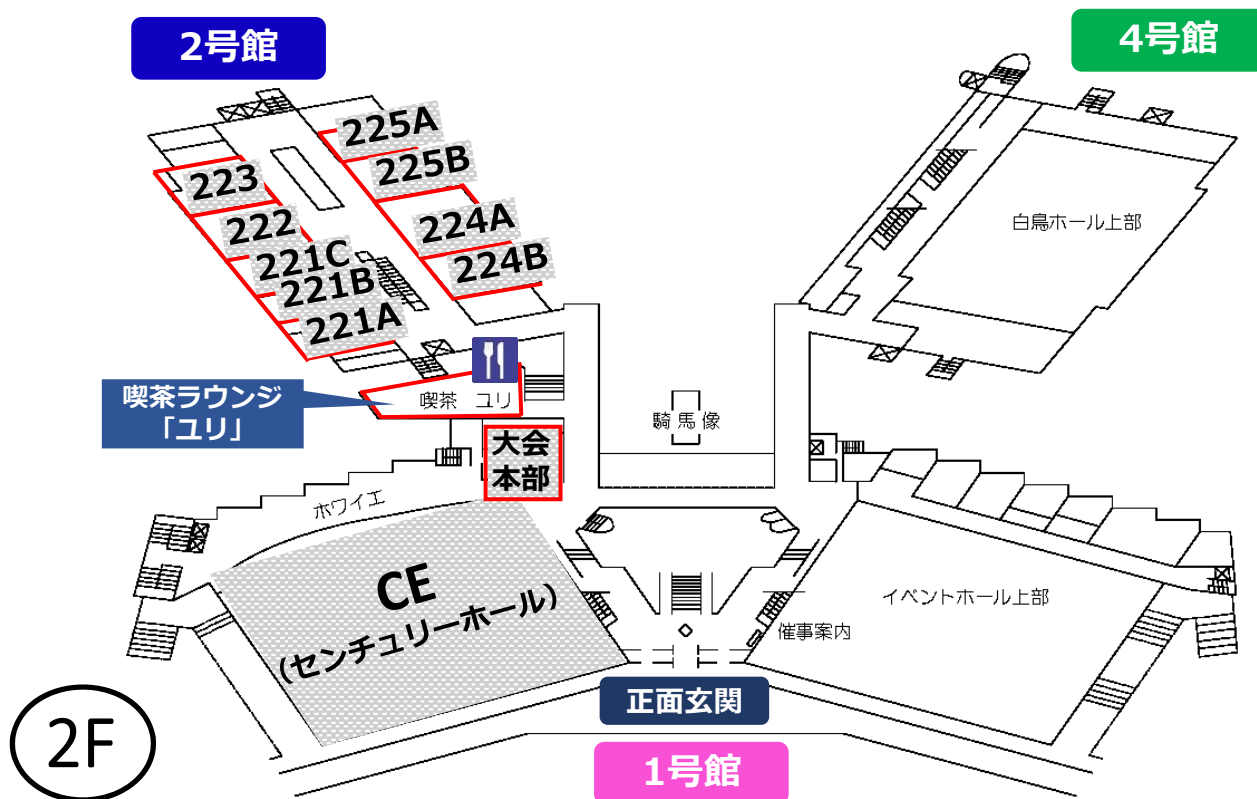 2号館
4号館
225A
225B
223
222
224A
221C
224B
221B
221A
白鳥ホール上部
喫茶ラウンジ
「ユリ」
喫茶 ユリ
騎馬像
大会
本部
ホワイエ
CE
(センチュリーホール)
イベントホール上部
催事案内
正面玄関
2F
1号館